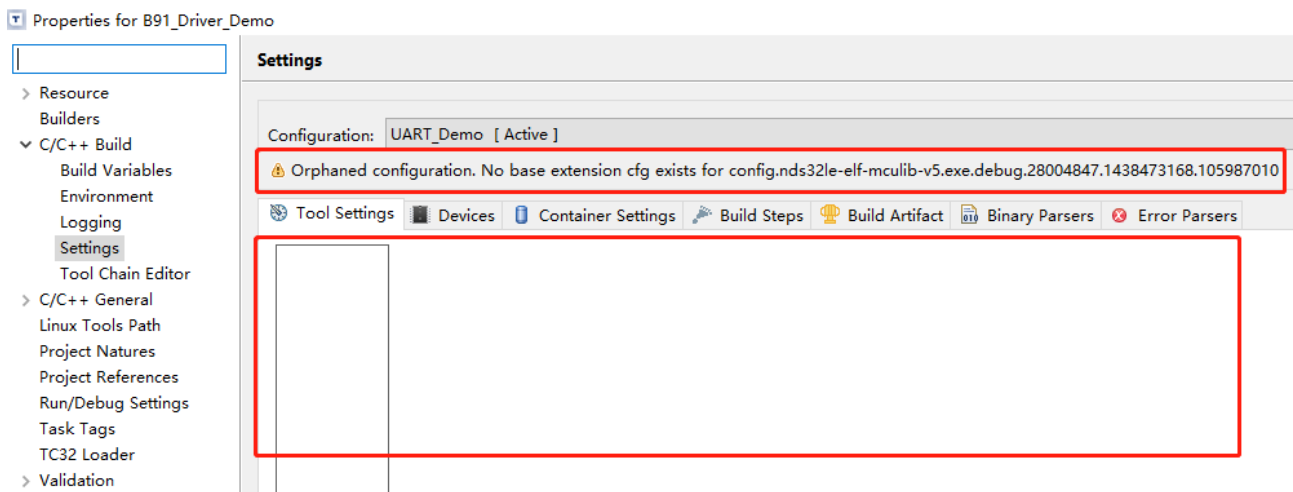 Properties for B91_Driver_Demo
Settings
Resource
Builders
C/C++ Build
Build Variables
Environment
Logging
Settings
Tool Chain Editor
C/C++ General
Linux Tools Path
Project Natures
Project References
Run/Debug Settings
Task Tags
TC32 Loader
Validation
Configuration: UART_Demo [ Active ]
Orphaned configuration. No base extension cfg exists for config.nds32le-elf-mculib-v5.exe.debug.28004847.1438473168.105987010
Tool Settings Devices Container Settings Build Steps Build Artifact Binary Parsers Error Parsers